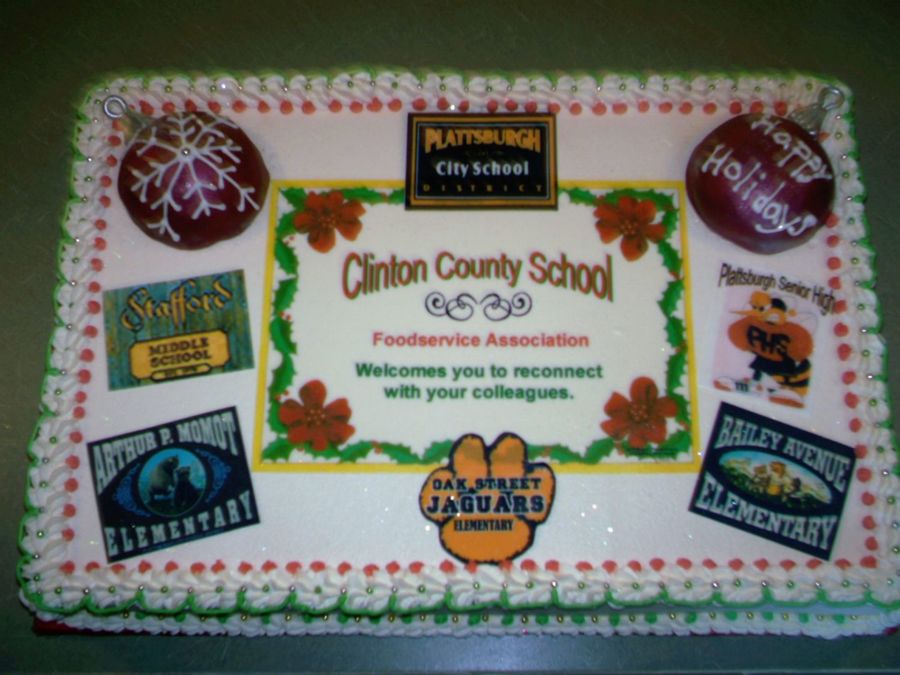 PLATTSBURGH
City School
DISTRICT
Happy
Holidays
Clinton County School
Foodservice Association
Welcomes you to reconnect
with your colleagues.
Stafford
MIDDLE
SCHOOL
Plattsburgh Senior High
PHS
ARTHUR P. MOMOT
ELEMENTARY
OAK STREET
JAGUARS
ELEMENTARY
BAILEY AVENUE
ELEMENTARY